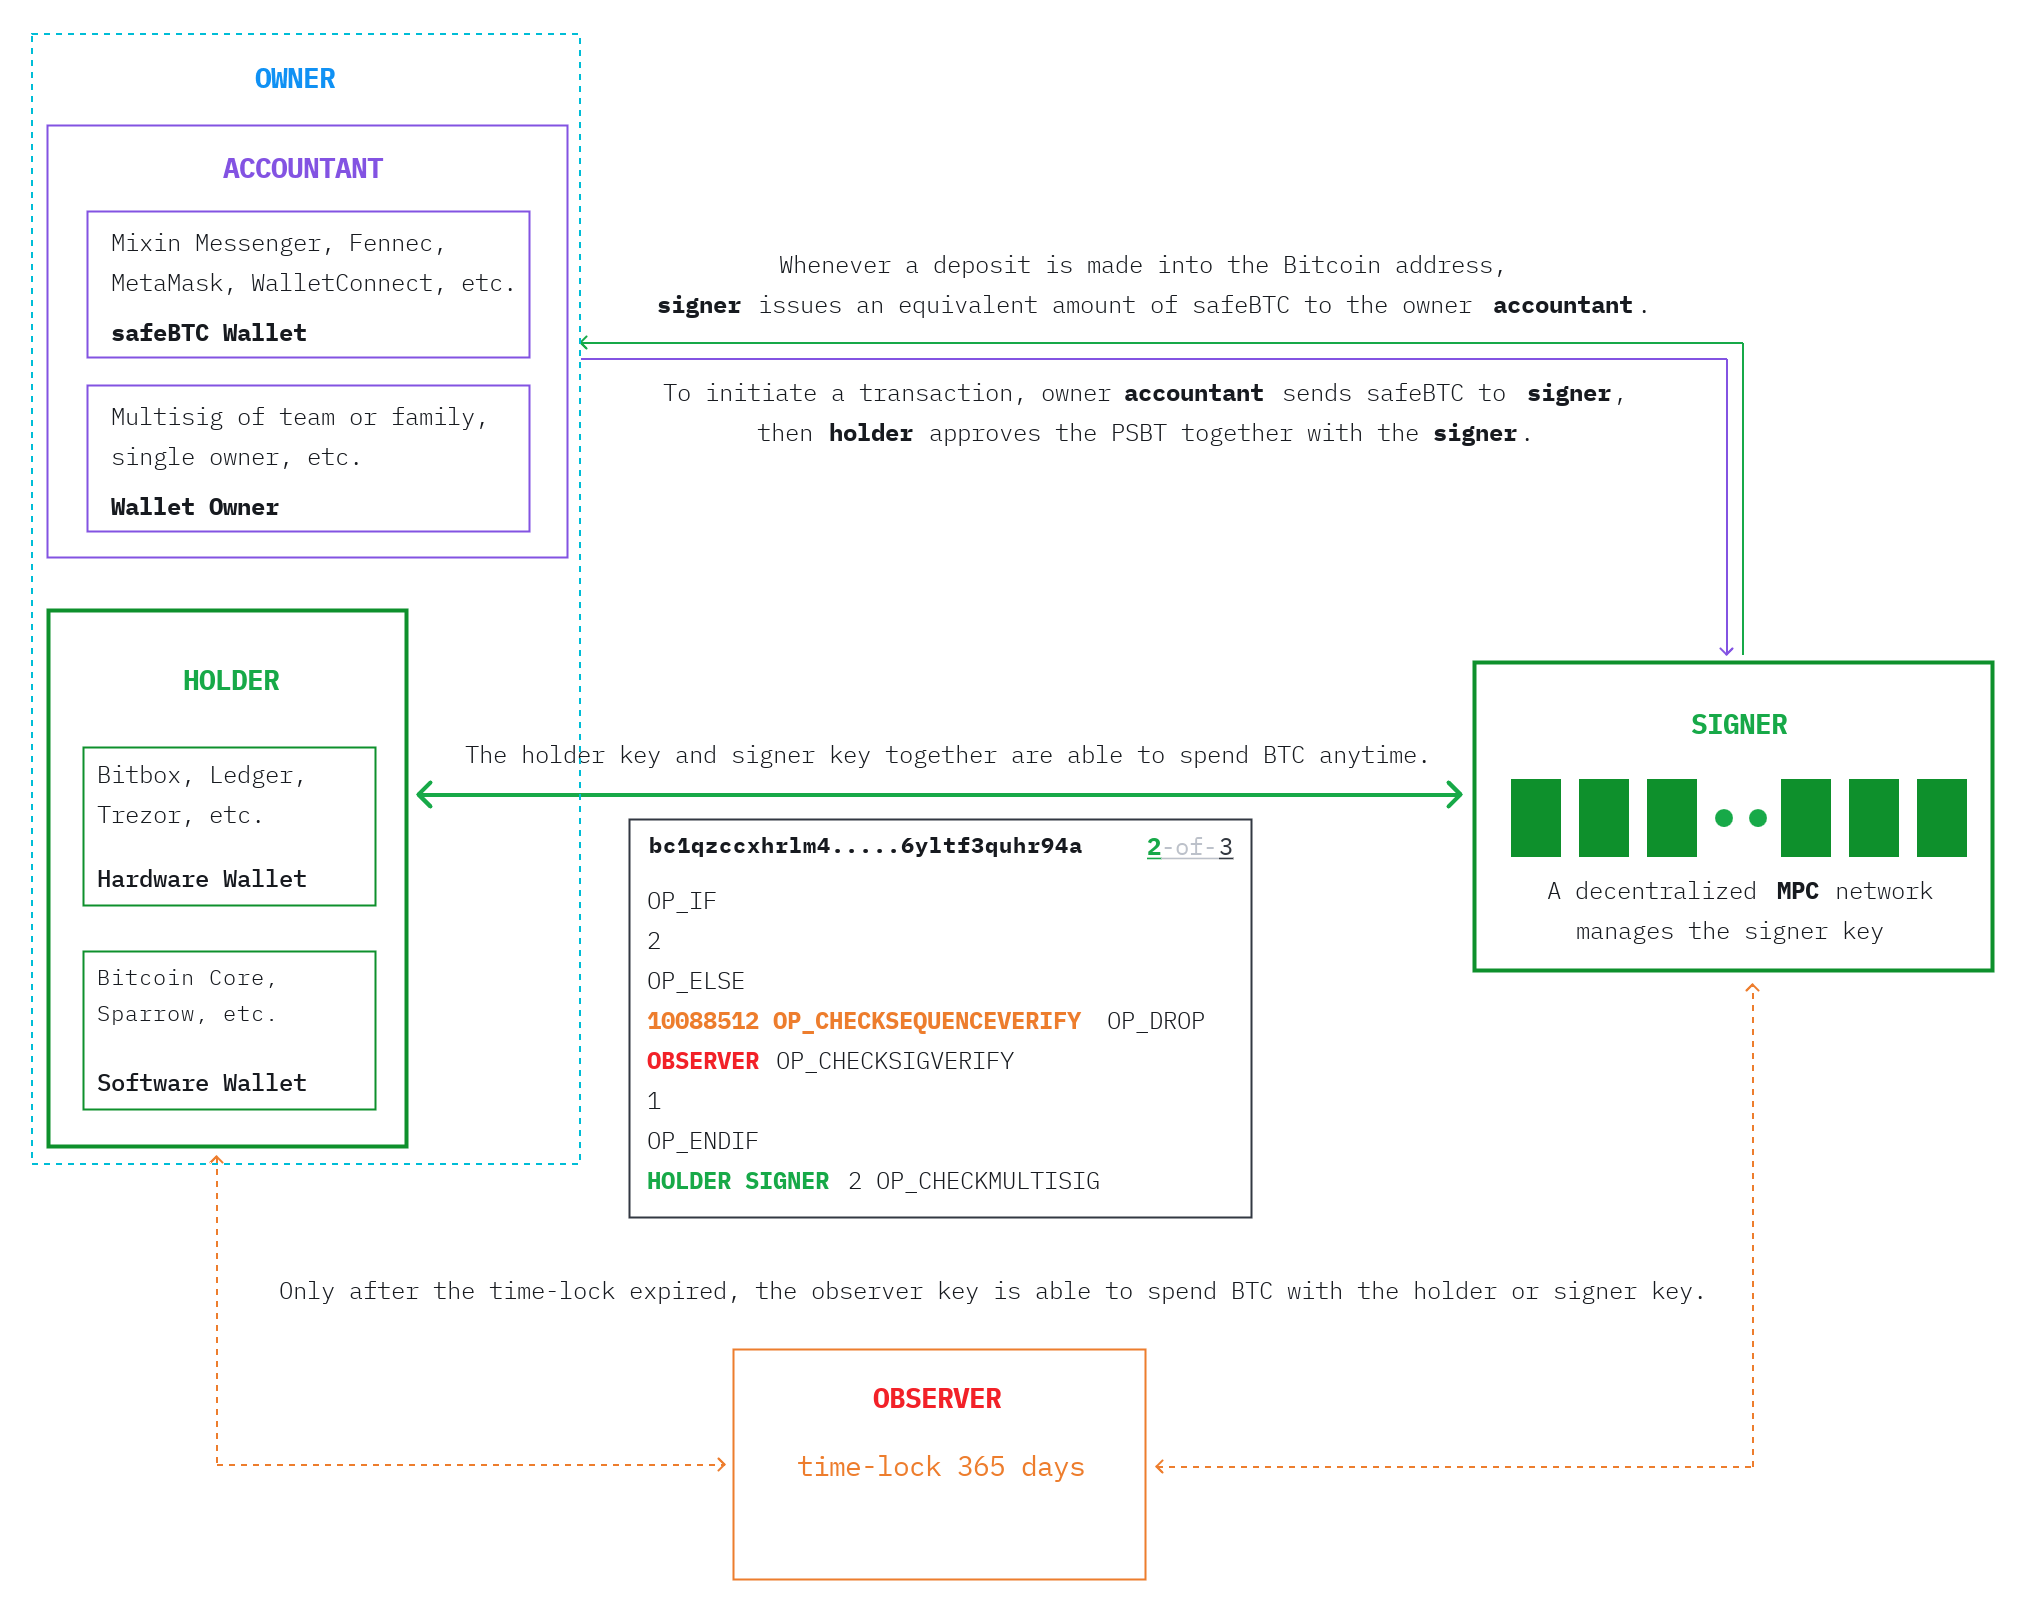 OWNER
ACCOUNTANT
Mixin Messenger, Fennec,
MetaMask, WalletConnect, etc.
safeBTC Wallet
Multisig of team or family,
single owner, etc.
Wallet Owner
Whenever a deposit is made into the Bitcoin address,
signer issues an equivalent amount of safeBTC to the owner accountant.
To initiate a transaction, owner accountant sends safeBTC to signer,
then holder approves the PSBT together with the signer.
HOLDER
Bitbox, Ledger,
Trezor, etc.
Hardware Wallet
Bitcoin Core,
Sparrow, etc.
Software Wallet
The holder key and signer key together are able to spend BTC anytime.
bc1qzccxhrlm4.....6yltf3quhr94a 2-of-3
OP_IF
2
OP_ELSE
10088512 OP_CHECKSEQUENCEVERIFY OP_DROP
OBSERVER OP_CHECKSIGVERIFY
1
OP_ENDIF
HOLDER SIGNER 2 OP_CHECKMULTISIG
SIGNER
A decentralized MPC network
manages the signer key
Only after the time-lock expired, the observer key is able to spend BTC with the holder or signer key.
OBSERVER
time-lock 365 days